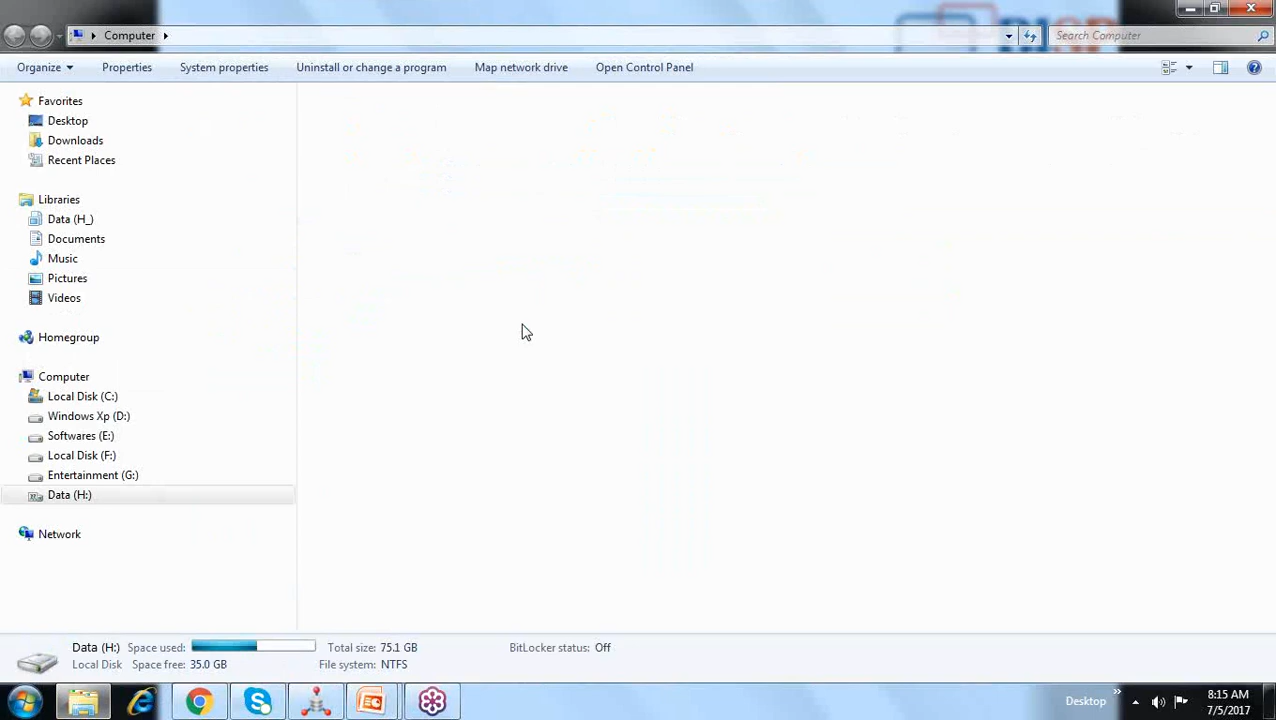 Computer
Search Computer
Organize Properties System properties Uninstall or change a program Map network drive Open Control Panel
Favorites
Desktop
Downloads
Recent Places
Libraries
Data (H_)
Documents
Music
Pictures
Videos
Homegroup
Computer
Local Disk (C:)
Windows Xp (D:)
Softwares (E:)
Local Disk (F:)
Entertainment (G:)
Data (H:)
Network
Data (H:) Space used: Total size: 75.1 GB BitLocker status: Off
Local Disk Space free: 35.0 GB File system: NTFS
Desktop
8:15 AM
7/5/2017